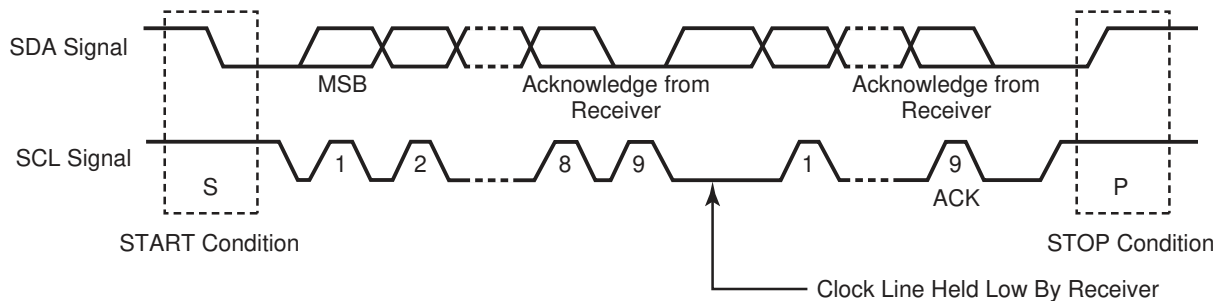 SDA Signal
MSB
Acknowledge from
Receiver
Acknowledge from
Receiver
SCL Signal
S
1
2
8
9
1
9
ACK
P
START Condition
STOP Condition
Clock Line Held Low By Receiver